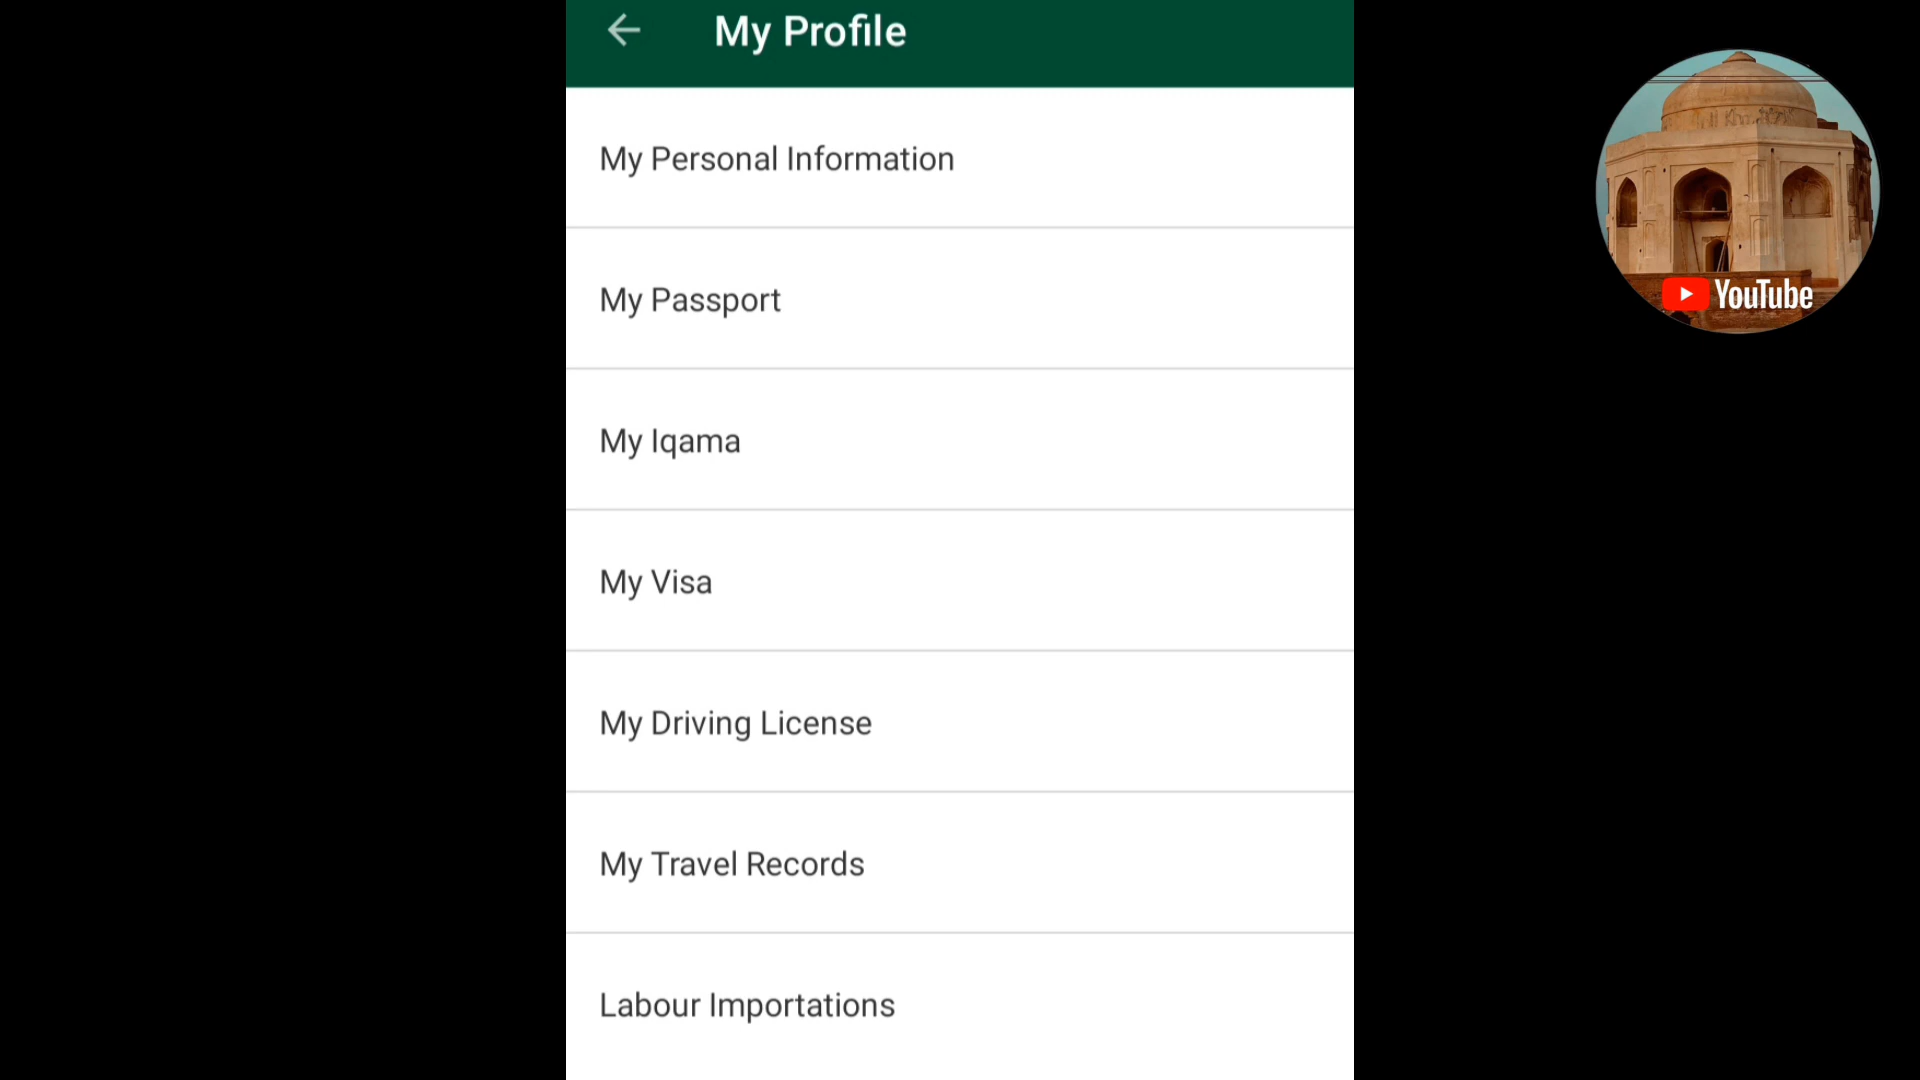 My Profile
My Personal Information
My Passport
My Iqama
My Visa
My Driving License
My Travel Records
Labour Importations
YouTube